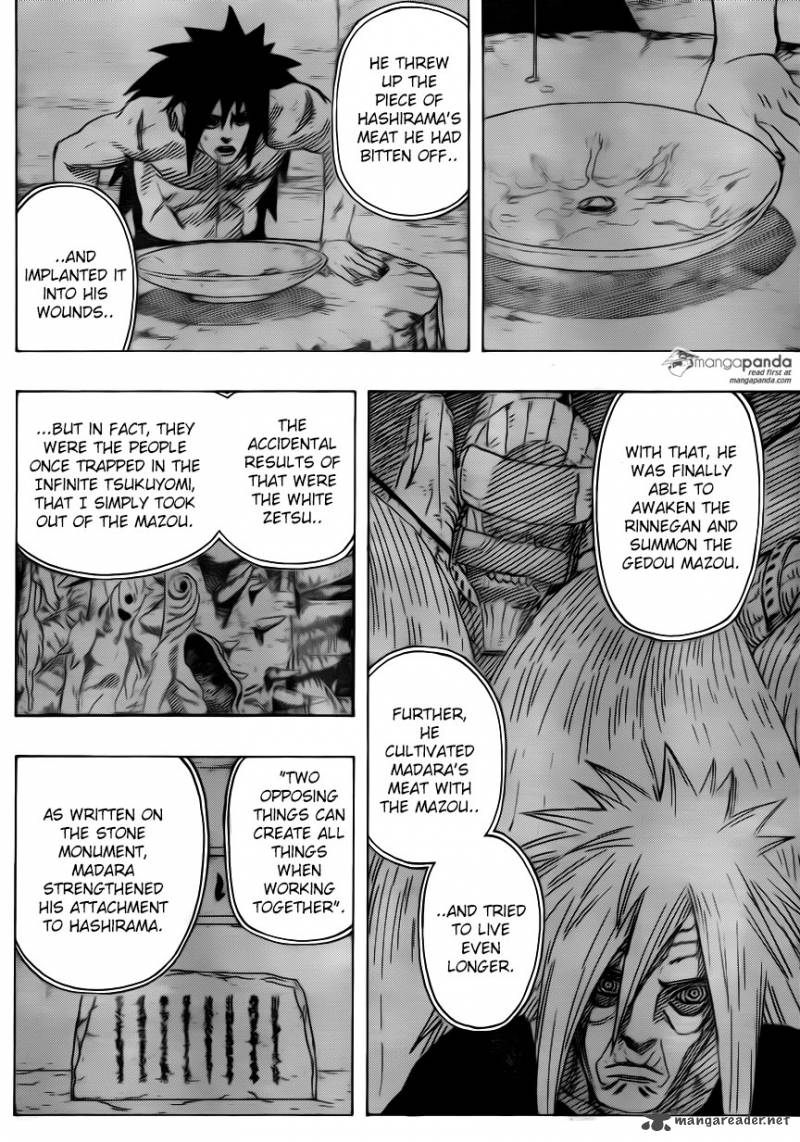 HE THREW
UP THE
PIECE OF
HASHIRAMA'S
MEAT HE HAD
BITTEN OFF..
..AND
IMPLANTED IT
INTO HIS
WOUNDS..
mangapanda
read first at
mangapanda.com
WITH THAT, HE
WAS FINALLY
ABLE TO
AWAKEN THE
RINNEGAN AND
SUMMON THE
GEDOU MAZOU.
FURTHER,
HE
CULTIVATED
MADARA'S
MEAT WITH
THE MAZOU..
..AND TRIED
TO LIVE
EVEN
LONGER.
THE
ACCIDENTAL
RESULTS OF
THAT WERE
THE WHITE
ZETSU..
...BUT IN FACT, THEY
WERE THE PEOPLE
ONCE TRAPPED IN THE
INFINITE TSUKUYOMI,
THAT I SIMPLY TOOK
OUT OF THE MAZOU.
"TWO
OPPOSING
THINGS CAN
CREATE ALL
THINGS
WHEN
WORKING
TOGETHER".
AS WRITTEN ON
THE STONE
MONUMENT,
MADARA
STRENGTHENED
HIS ATTACHMENT
TO HASHIRAMA.
mangareader.net